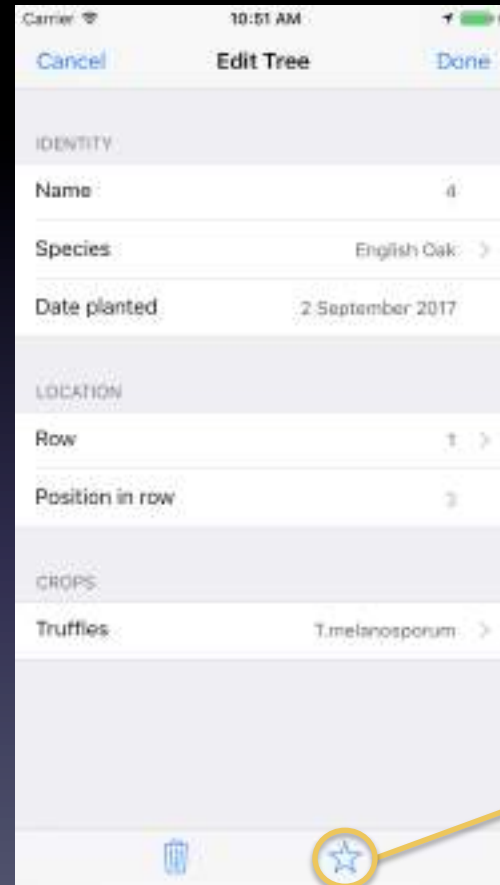 Carrier 10:51 AM
Cancel Edit Tree Done
IDENTITY
Name 4
Species English Oak
Date planted 2 September 2017
LOCATION
Row 1
Position in row 3
CROPS
Truffles T.melanosporum